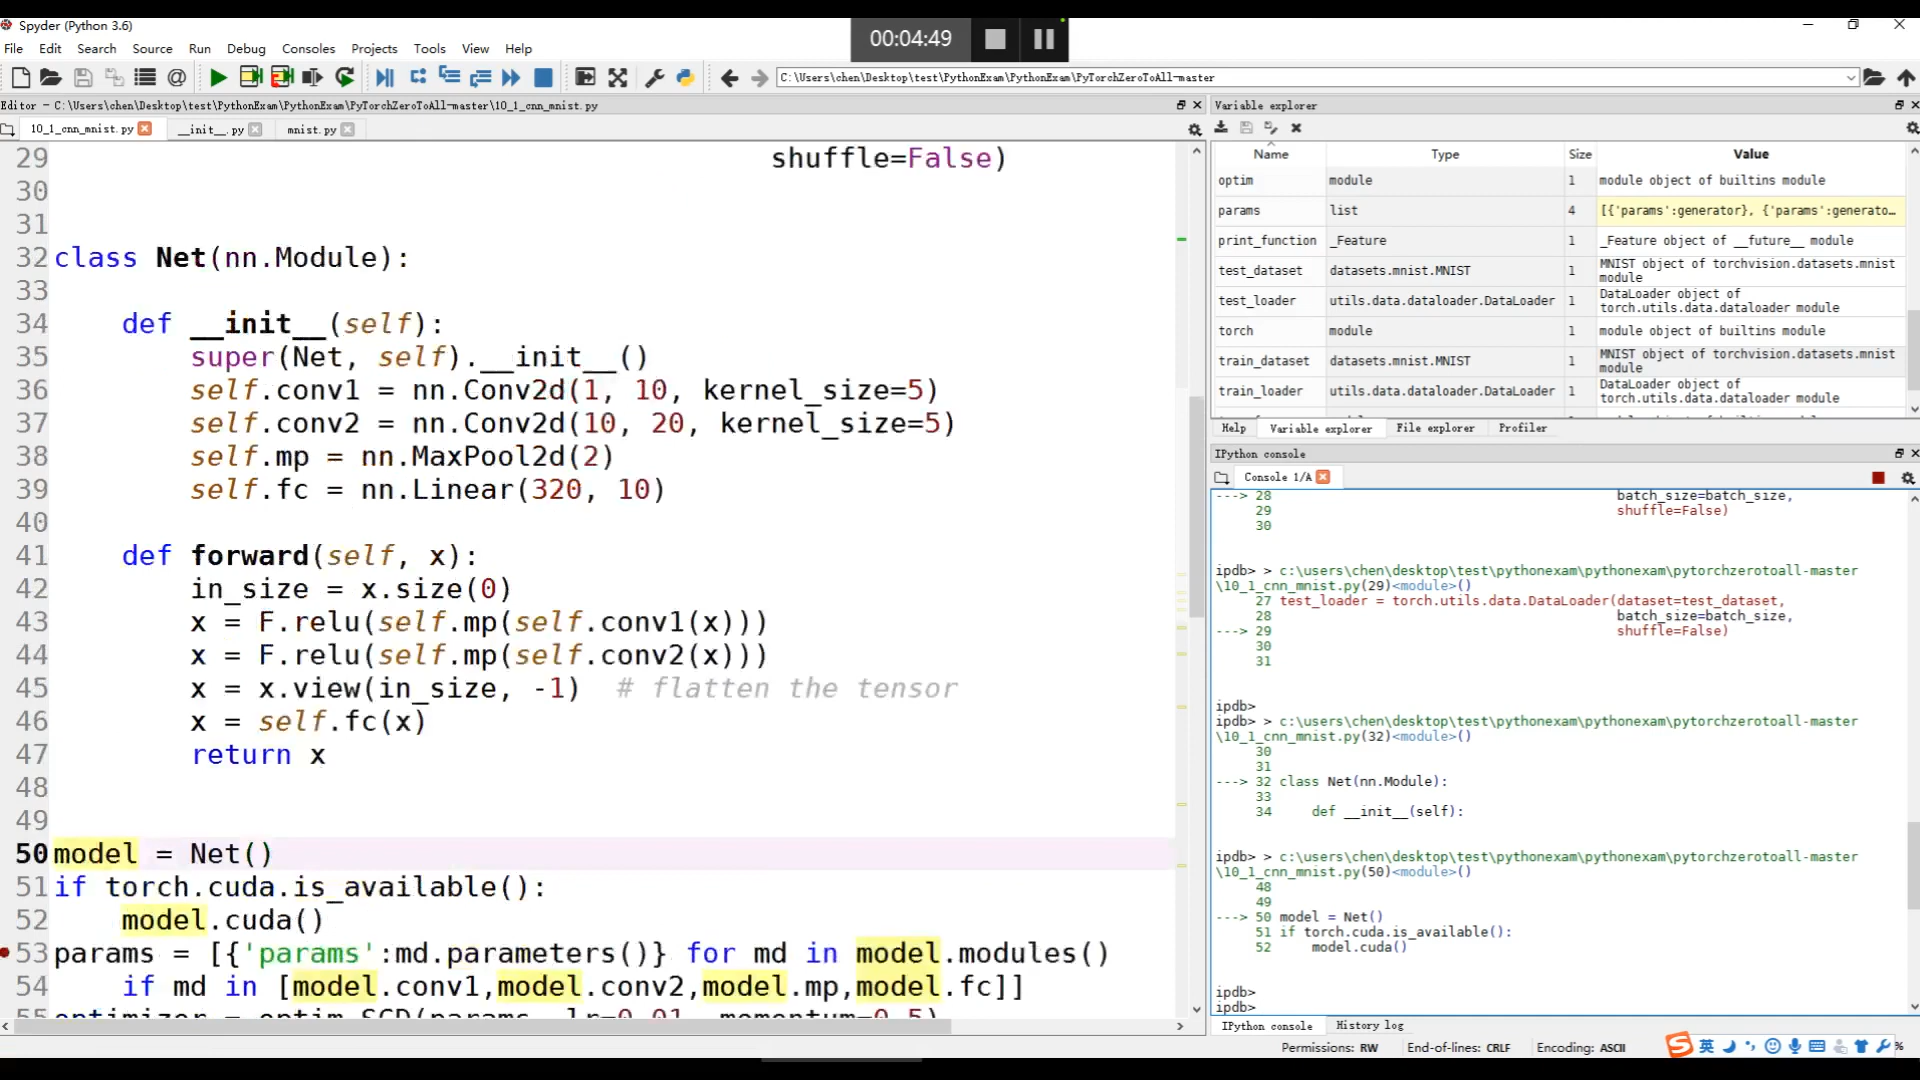 Spyder (Python 3.6)
00:04:49
File Edit Search Source Run Debug Consoles Projects Tools View Help
C:\Users\chen\Desktop\test\PythonExam\PythonExam\PyTorchZeroToAll-master
Editor - C:\Users\chen\Desktop\test\PythonExam\PythonExam\PyTorchZeroToAll-master\10_1_cnn_mnist.py
10_1_cnn_mnist.py __init__.py mnist.py
29 shuffle=False)
30
31
32 class Net(nn.Module):
33
34 def __init__(self):
35 super(Net, self).__init__()
36 self.conv1 = nn.Conv2d(1, 10, kernel_size=5)
37 self.conv2 = nn.Conv2d(10, 20, kernel_size=5)
38 self.mp = nn.MaxPool2d(2)
39 self.fc = nn.Linear(320, 10)
40
41 def forward(self, x):
42 in_size = x.size(0)
43 x = F.relu(self.mp(self.conv1(x)))
44 x = F.relu(self.mp(self.conv2(x)))
45 x = x.view(in_size, -1) # flatten the tensor
46 x = self.fc(x)
47 return x
48
49
50 model = Net()
51 if torch.cuda.is_available():
52 model.cuda()
53 params = [{'params':md.parameters()} for md in model.modules()
54 if md in [model.conv1,model.conv2,model.mp,model.fc]]
55 optimizer = optim.SGD(params, lr=0.01, momentum=0.5)
Variable explorer
Name Type Size Value
optim module 1 module object of builtins module
params list 4 [{'params':generator}, {'params':generato…
print_function _Feature 1 _Feature object of __future__ module
test_dataset datasets.mnist.MNIST 1 MNIST object of torchvision.datasets.mnist
module
test_loader utils.data.dataloader.DataLoader 1 DataLoader object of
torch.utils.data.dataloader module
torch module 1 module object of builtins module
train_dataset datasets.mnist.MNIST 1 MNIST object of torchvision.datasets.mnist
module
train_loader utils.data.dataloader.DataLoader 1 DataLoader object of
torch.utils.data.dataloader module
Help Variable explorer File explorer Profiler
IPython console
Console 1/A
---> 28 batch_size=batch_size,
29 shuffle=False)
30
ipdb> > c:\users\chen\desktop\test\pythonexam\pythonexam\pytorchzerotoall-master
\10_1_cnn_mnist.py(29)<module>()
27 test_loader = torch.utils.data.DataLoader(dataset=test_dataset,
28 batch_size=batch_size,
---> 29 shuffle=False)
30
31
ipdb>
ipdb> > c:\users\chen\desktop\test\pythonexam\pythonexam\pytorchzerotoall-master
\10_1_cnn_mnist.py(32)<module>()
30
31
---> 32 class Net(nn.Module):
33
34 def __init__(self):
ipdb> > c:\users\chen\desktop\test\pythonexam\pythonexam\pytorchzerotoall-master
\10_1_cnn_mnist.py(50)<module>()
48
49
---> 50 model = Net()
51 if torch.cuda.is_available():
52 model.cuda()
ipdb>
ipdb>
IPython console History log
Permissions: RW End-of-lines: CRLF Encoding: ASCII
英
%